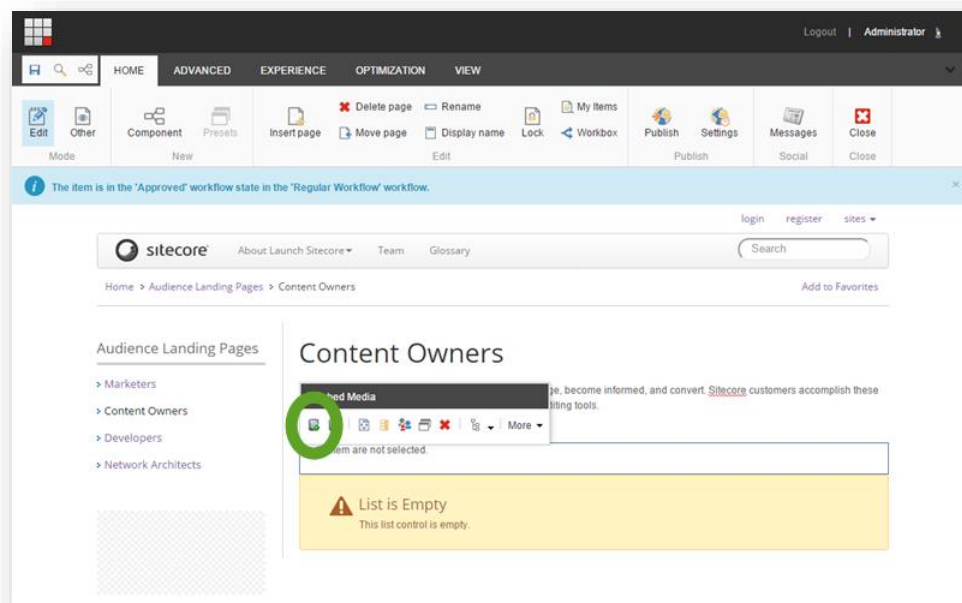 Logout | Administrator
HOME ADVANCED EXPERIENCE OPTIMIZATION VIEW
Edit Other Component Presets Insert page Delete page Rename Lock My Items Publish Settings Messages Close
Move page Display name Workbox
Mode New Edit Publish Social Close
The item is in the 'Approved' workflow state in the 'Regular Workflow' workflow.
login register sites
sitecore About Launch Sitecore Team Glossary Search
Home > Audience Landing Pages > Content Owners Add to Favorites
Audience Landing Pages
> Marketers
> Content Owners
> Developers
> Network Architects
Content Owners
Media
become informed, and convert. Sitecore customers accomplish these
tools.
More
item are not selected.
List is Empty
This list control is empty.